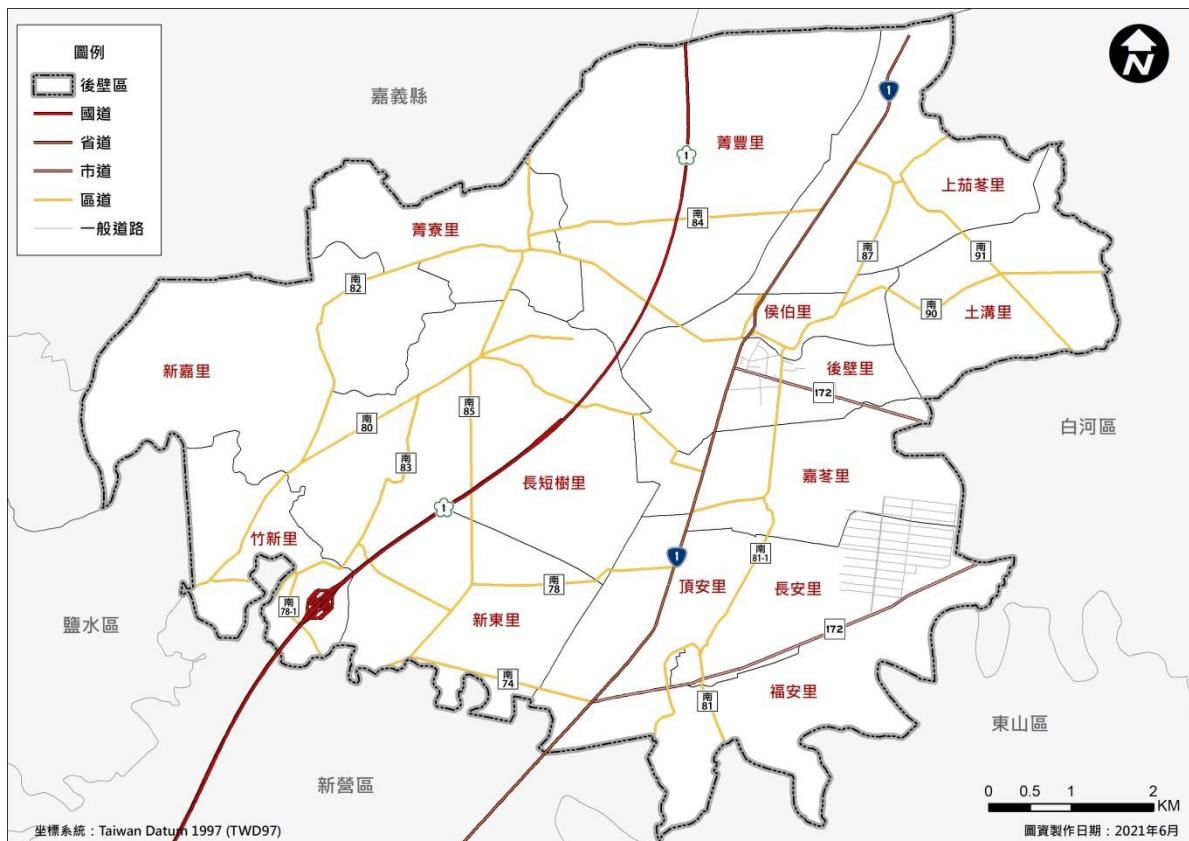 圖例
後壁區
國道
省道
市道
區道
一般道路
N
嘉義縣
1
菁豐里
1
上茄苳里
菁寮里
南84
南87
南91
南82
侯伯里
南90
土溝里
新嘉里
後壁里
172
白河區
南80
南85
南83
長短樹里
嘉苳里
1
竹新里
1
南81-1
南78
頂安里
長安里
南78-1
新東里
鹽水區
172
南74
福安里
南81
東山區
新營區
0 0.5 1 2
KM
坐標系統：Taiwan Datum 1997 (TWD97)
圖資製作日期：2021年6月